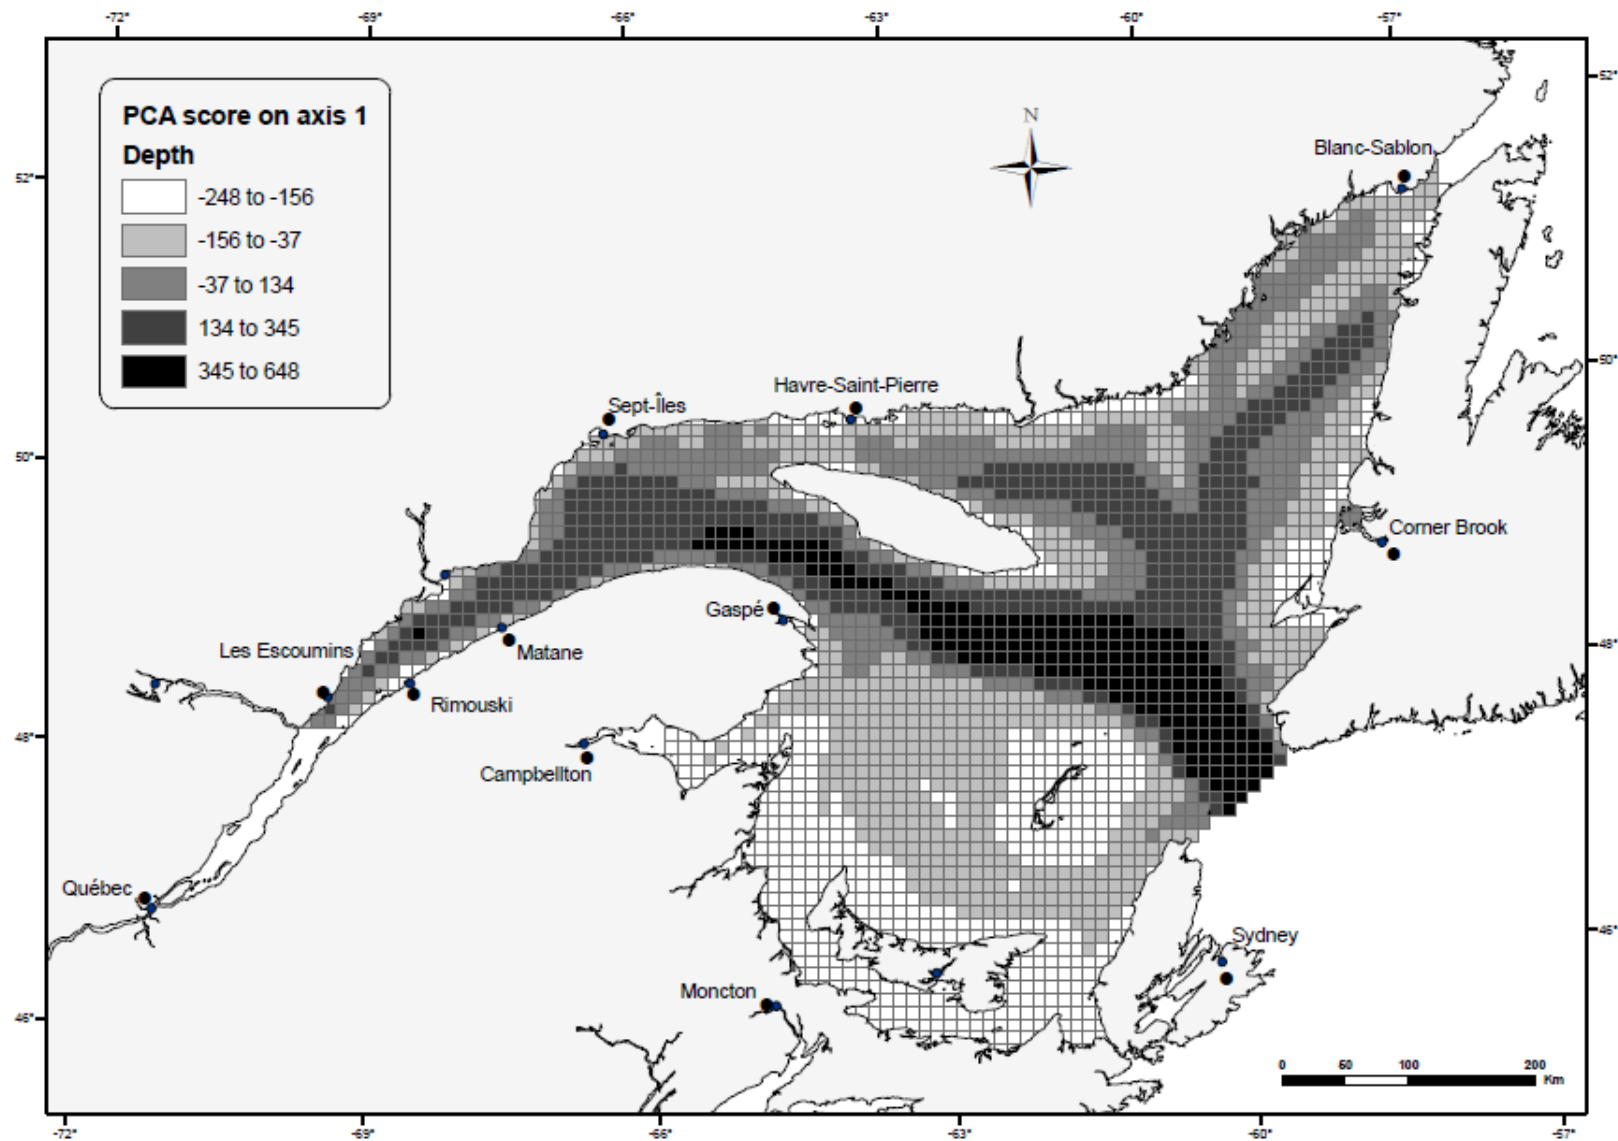 -72° -69° -66° -63° -60° -57°
PCA score on axis 1
Depth
-248 to -156
-156 to -37
-37 to 134
134 to 345
345 to 648
N
52°
Blanc-Sablon
52°
50°
Havre-Saint-Pierre
Sept-Îles
50°
Corner Brook
Gaspé
Les Escoumins
Matane
48°
Rimouski
48°
Campbellton
Québec
46°
Sydney
Moncton
46°
0 50 100 200
Km
-72° -69° -66° -63° -60° -57°